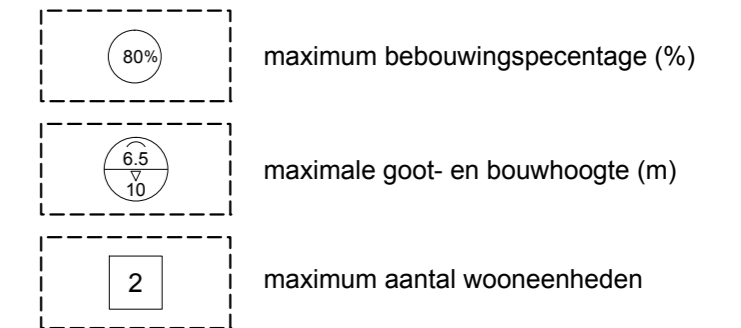 80% maximum bebouwingspecentage (%)
6.5
10
maximale goot- en bouwhoogte (m)
2 maximum aantal wooneenheden